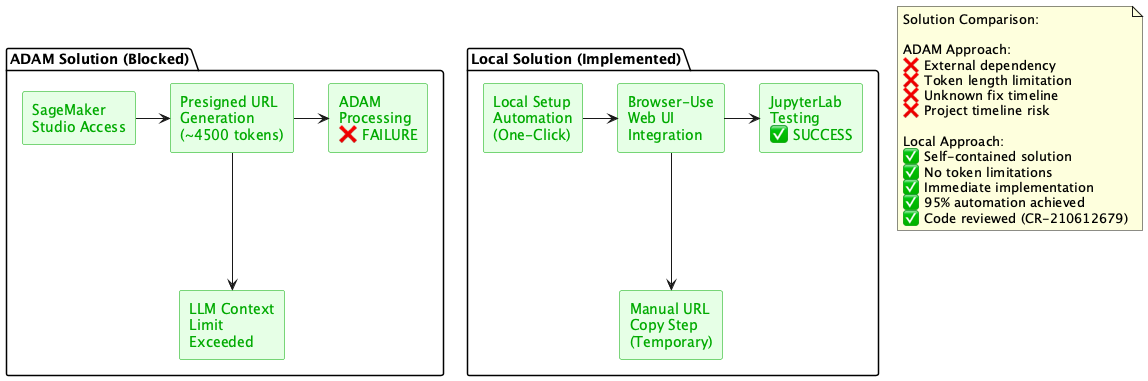 ADAM Solution (Blocked)
SageMaker
Studio Access
Presigned URL
Generation
(~4500 tokens)
ADAM
Processing
❌ FAILURE
LLM Context
Limit
Exceeded
Local Solution (Implemented)
Local Setup
Automation
(One-Click)
Browser-Use
Web UI
Integration
JupyterLab
Testing
✅ SUCCESS
Manual URL
Copy Step
(Temporary)
Solution Comparison:
ADAM Approach:
❌ External dependency
❌ Token length limitation
❌ Unknown fix timeline
❌ Project timeline risk
Local Approach:
✅ Self-contained solution
✅ No token limitations
✅ Immediate implementation
✅ 95% automation achieved
✅ Code reviewed (CR-210612679)